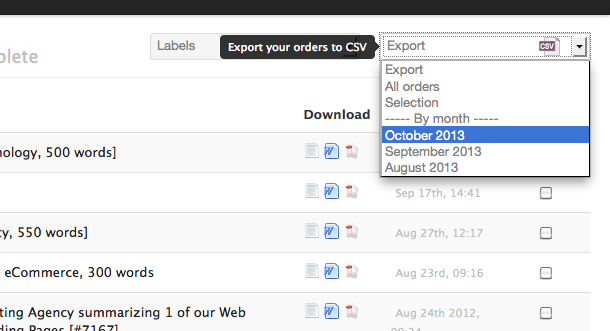 Labels
Export your orders to CSV
Export
CSV
plete
Export
All orders
Selection
----- By month -----
October 2013
September 2013
August 2013
Download
nology, 500 words]
Sep 17th, 14:41
y, 550 words]
Aug 27th, 12:17
eCommerce, 300 words
Aug 23rd, 09:16
ting Agency summarizing 1 of our Web
Aug 24th 2012,
ding Pages [#7167]
09:24